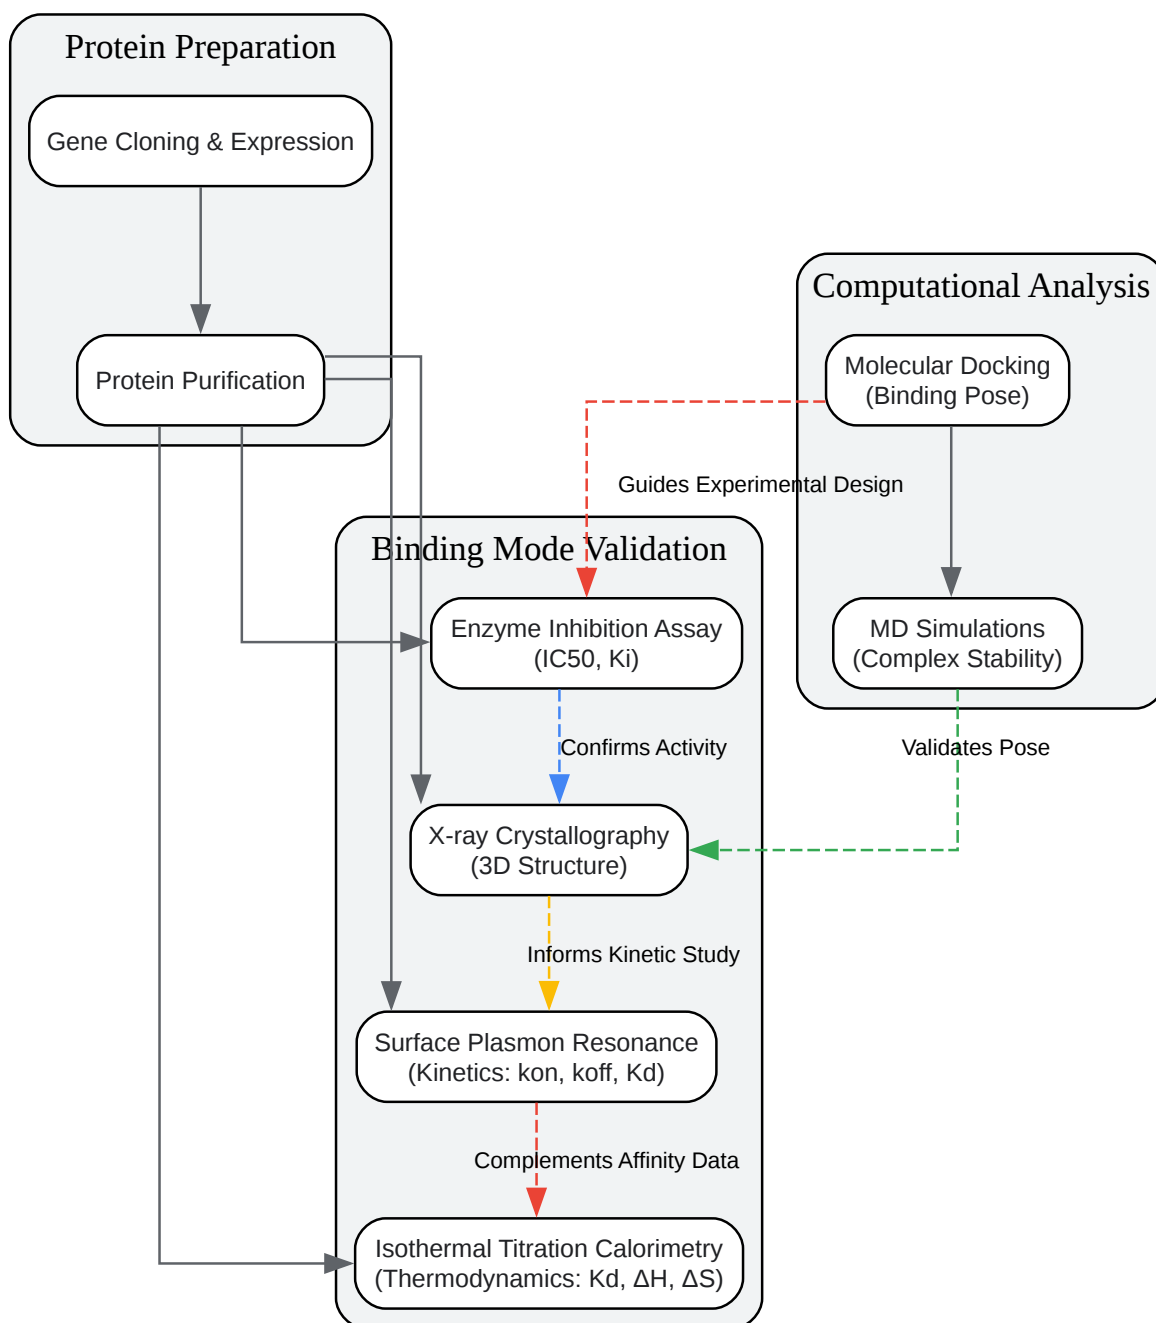 Protein Preparation
Gene Cloning & Expression
Protein Purification
Computational Analysis
Molecular Docking
(Binding Pose)
Guides Experimental Design
Binding Mode Validation
Enzyme Inhibition Assay
(IC50, Ki)
MD Simulations
(Complex Stability)
Confirms Activity
Validates Pose
X-ray Crystallography
(3D Structure)
Informs Kinetic Study
Surface Plasmon Resonance
(Kinetics: kon, koff, Kd)
Complements Affinity Data
Isothermal Titration Calorimetry
(Thermodynamics: Kd, ΔH, ΔS)